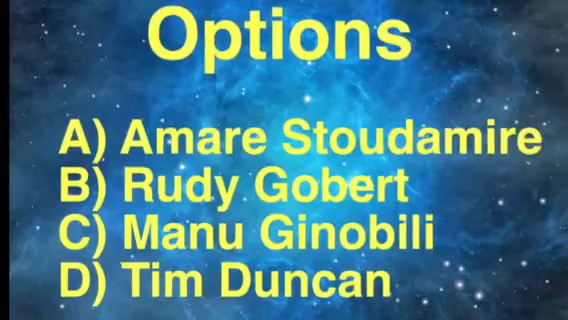 Options
A) Amare Stoudamire
B) Rudy Gobert
C) Manu Ginobili
D) Tim Duncan